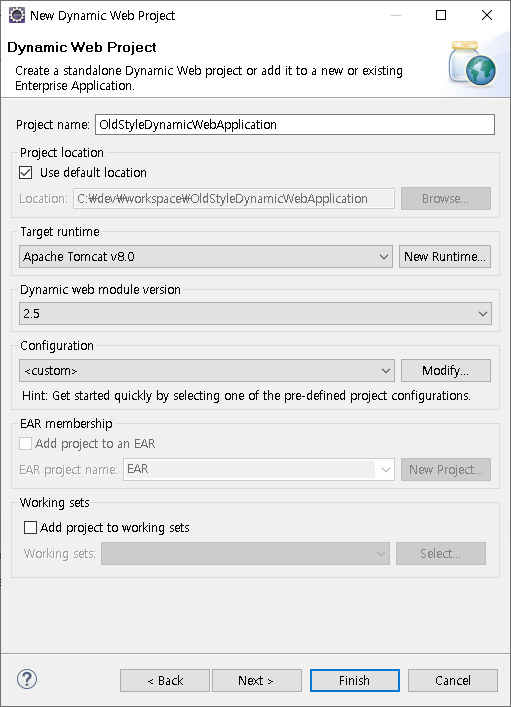 New Dynamic Web Project
Dynamic Web Project
Create a standalone Dynamic Web project or add it to a new or existing
Enterprise Application.
Project name: OldStyleDynamicWebApplication
Project location
Use default location
Location: C:₩dev₩workspace₩OldStyleDynamicWebApplication Browse...
Target runtime
Apache Tomcat v8.0 New Runtime...
Dynamic web module version
2.5
Configuration
<custom> Modify...
Hint: Get started quickly by selecting one of the pre-defined project configurations.
EAR membership
Add project to an EAR
EAR project name: EAR New Project...
Working sets
Add project to working sets
Working sets: Select...
? < Back Next > Finish Cancel